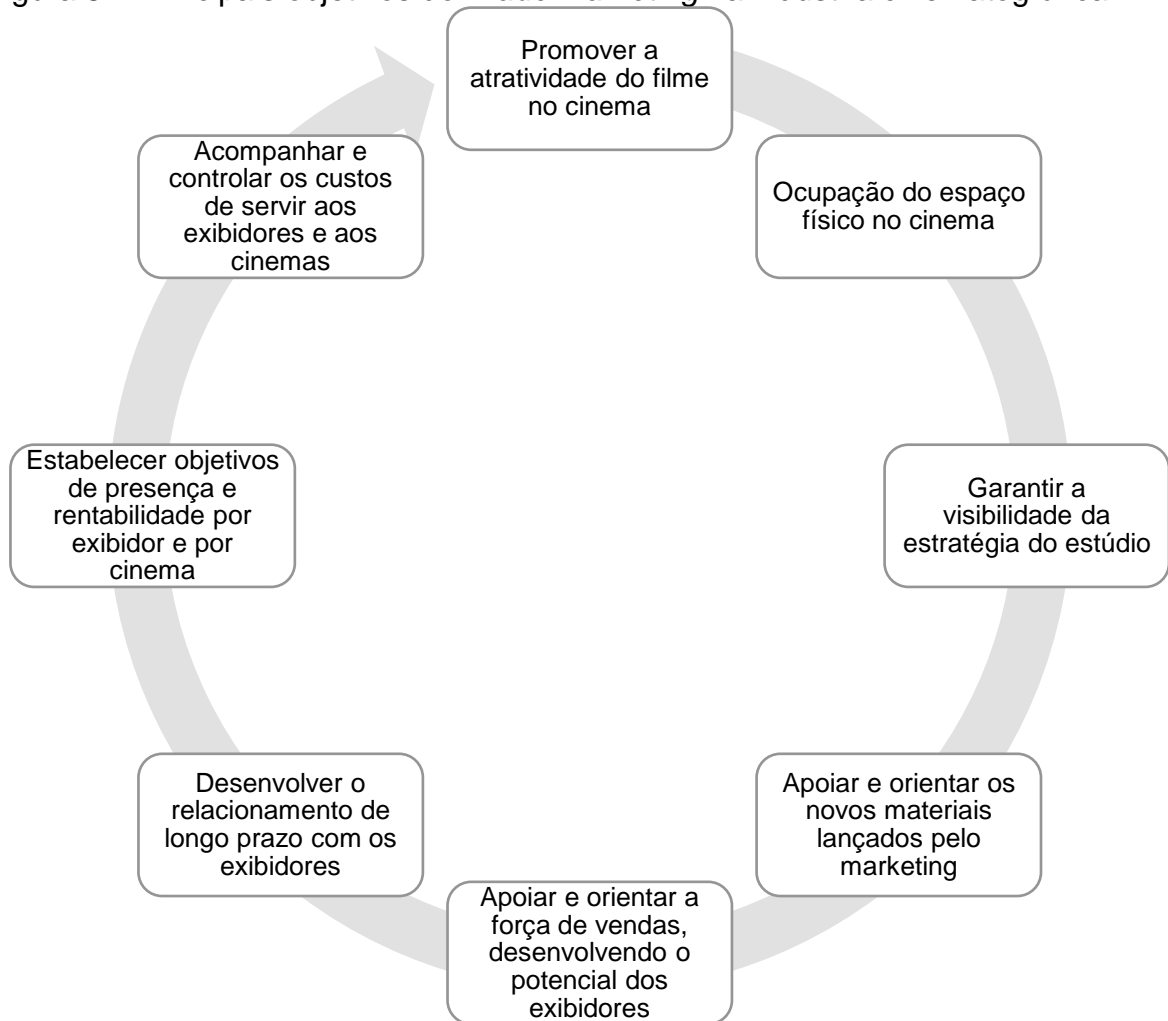 Promover a
atratividade do filme
no cinema
Ocupação do espaço
físico no cinema
Garantir a
visibilidade da
estratégia do estúdio
Apoiar e orientar os
novos materiais
lançados pelo
marketing
Apoiar e orientar a
força de vendas,
desenvolvendo o
potencial dos
exibidores
Desenvolver o
relacionamento de
longo prazo com os
exibidores
Estabelecer objetivos
de presença e
rentabilidade por
exibidor e por
cinema
Acompanhar e
controlar os custos
de servir aos
exibidores e aos
cinemas